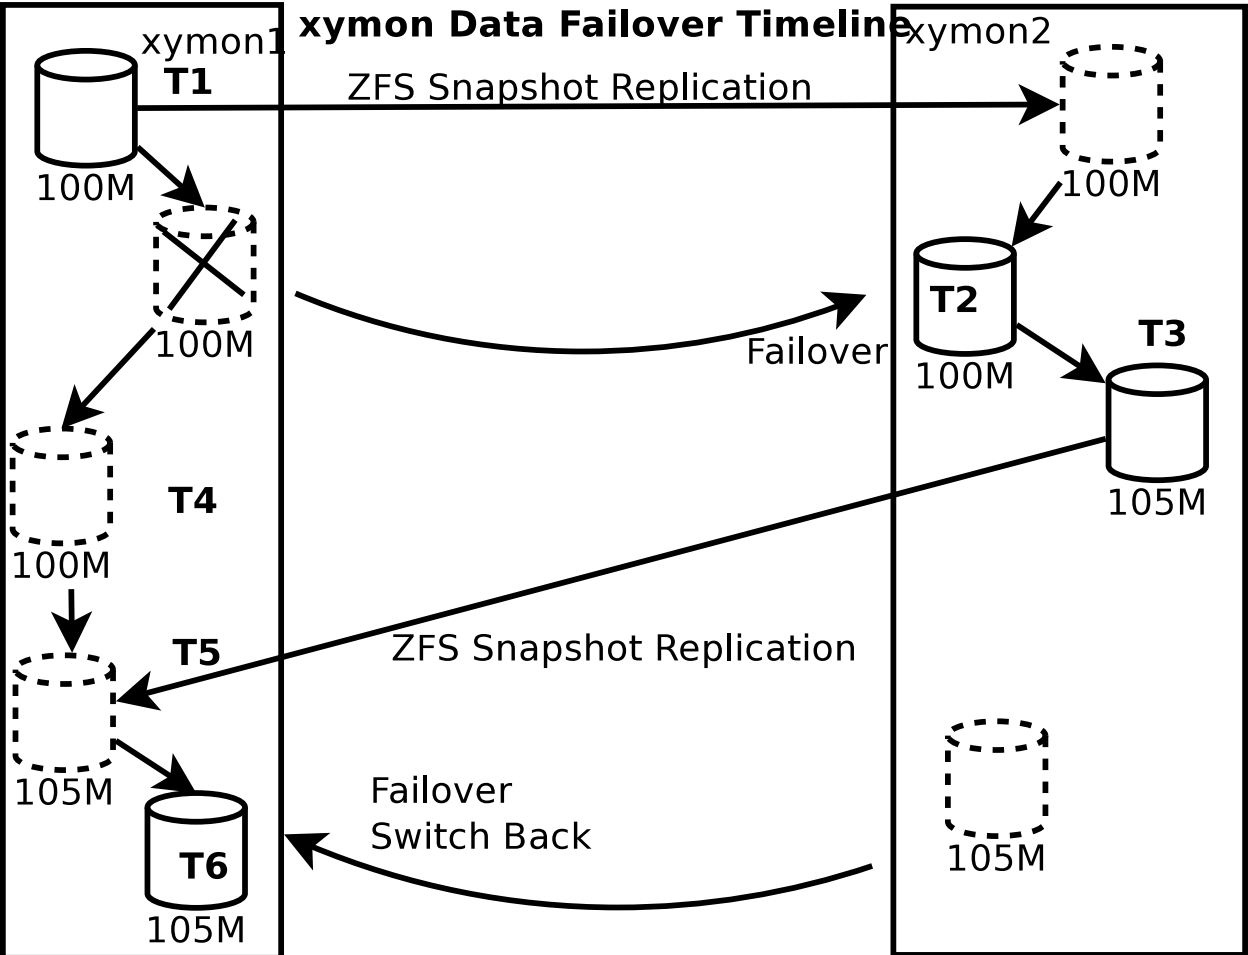 xymon Data Failover Timeline
xymon1
xymon2
T1
ZFS Snapshot Replication
100M
100M
T2
100M
Failover
100M
T3
105M
T4
100M
T5
ZFS Snapshot Replication
105M
Failover
Switch Back
105M
T6
105M